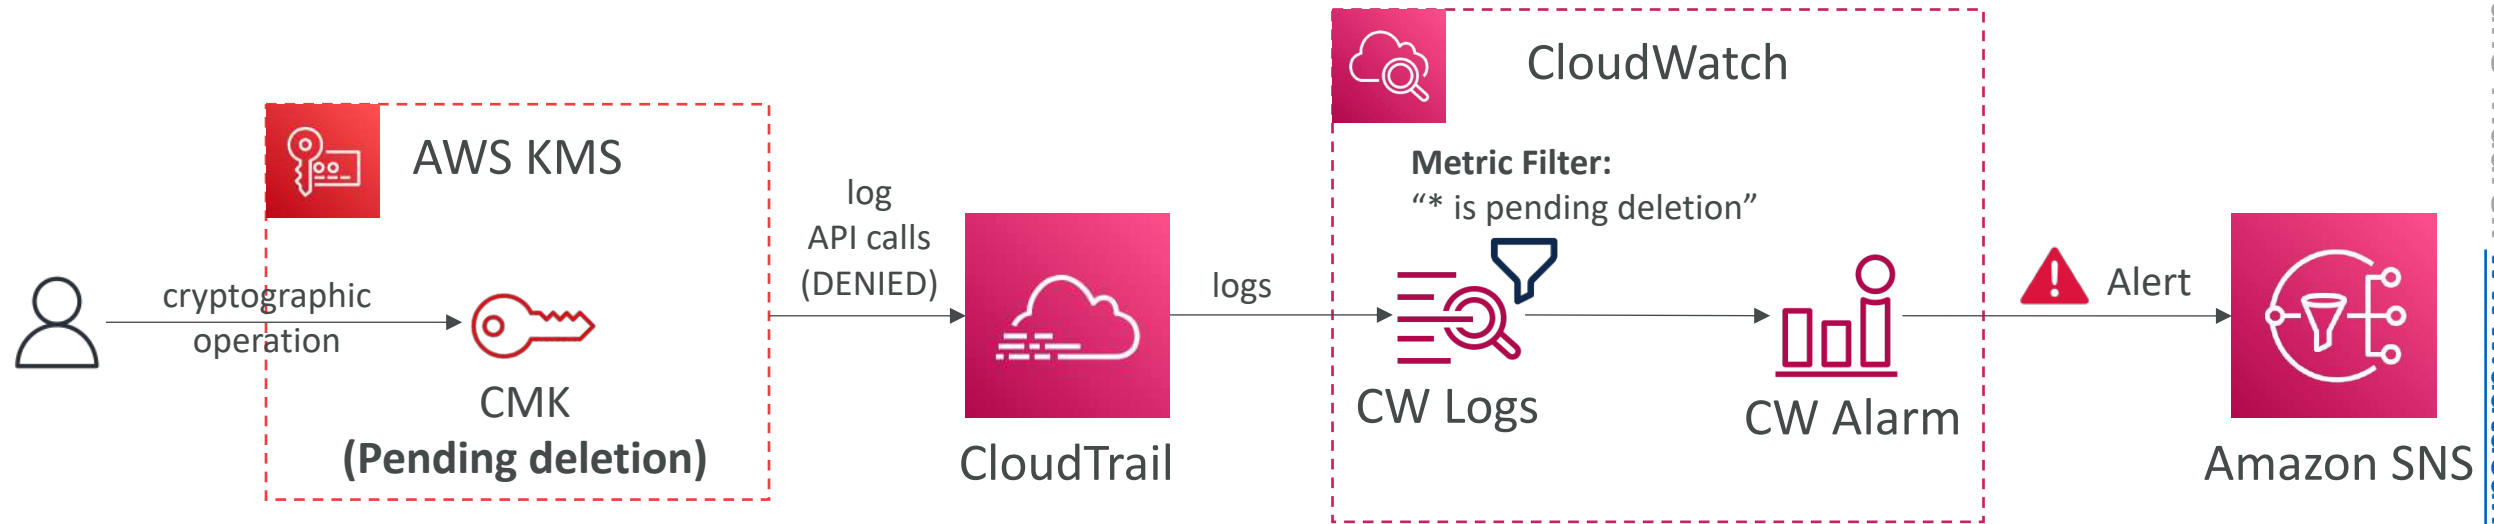 cryptographic
operation
AWS KMS
CMK
(Pending deletion)
log
API calls
(DENIED)
CloudTrail
logs
CloudWatch
Metric Filter:
“* is pending deletion”
CW Logs
CW Alarm
Alert
Amazon SNS